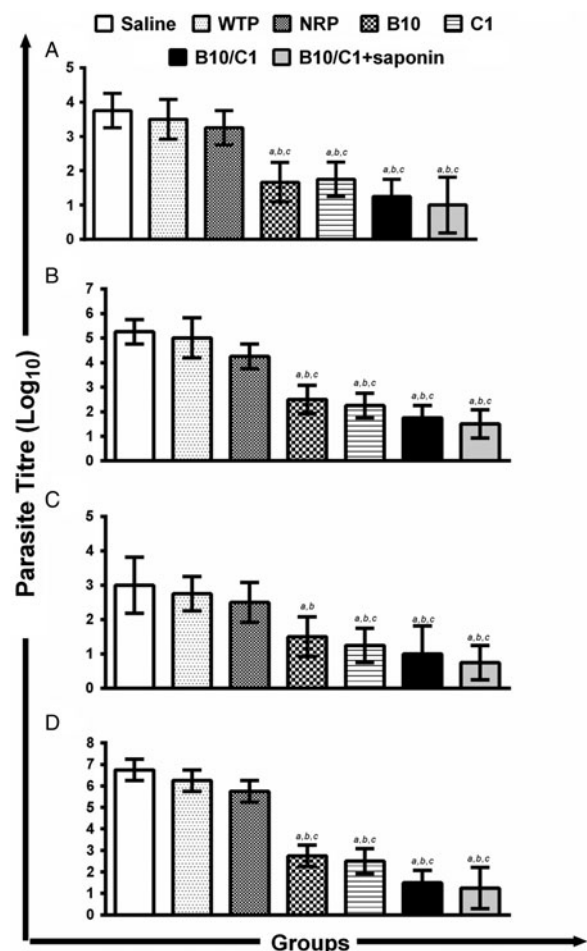 Saline WTP NRP B10 C1
B10/C1 B10/C1+saponin
A
5
4
3
2
1
0
a,b,c a,b,c a,b,c a,b,c
B
7
6
5
4
3
2
1
0
a,b,c a,b,c a,b,c a,b,c
C
5
4
3
2
1
0
a,b a,b,c a,b,c a,b,c
D
8
7
6
5
4
3
2
1
0
a,b,c a,b,c a,b,c a,b,c
Parasite Titre (Log10)
Groups